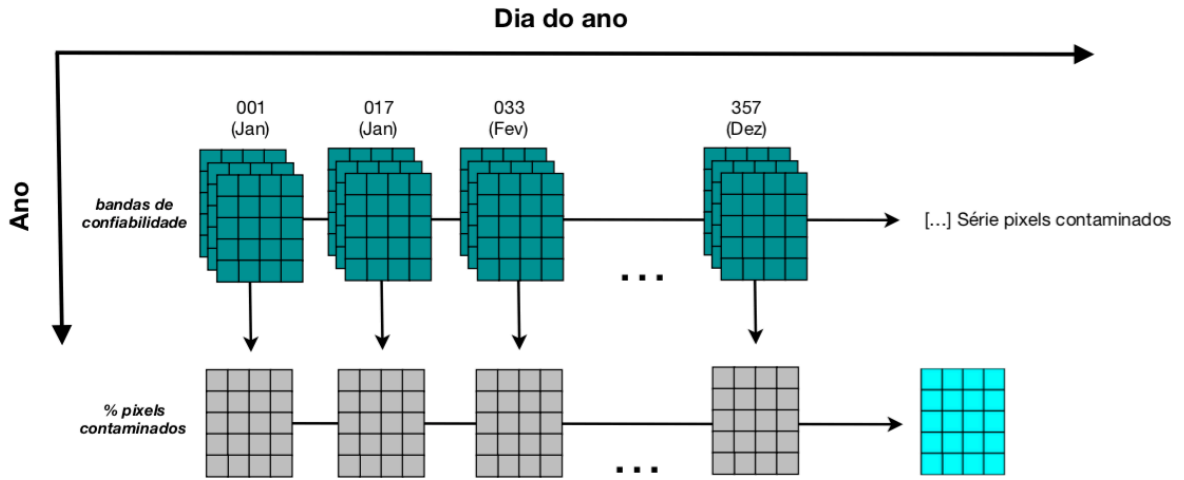 Dia do ano
Ano
001
(Jan)
017
(Jan)
033
(Fev)
357
(Dez)
bandas de
confiabilidade
[...] Série pixels contaminados
...
% pixels
contaminados
...